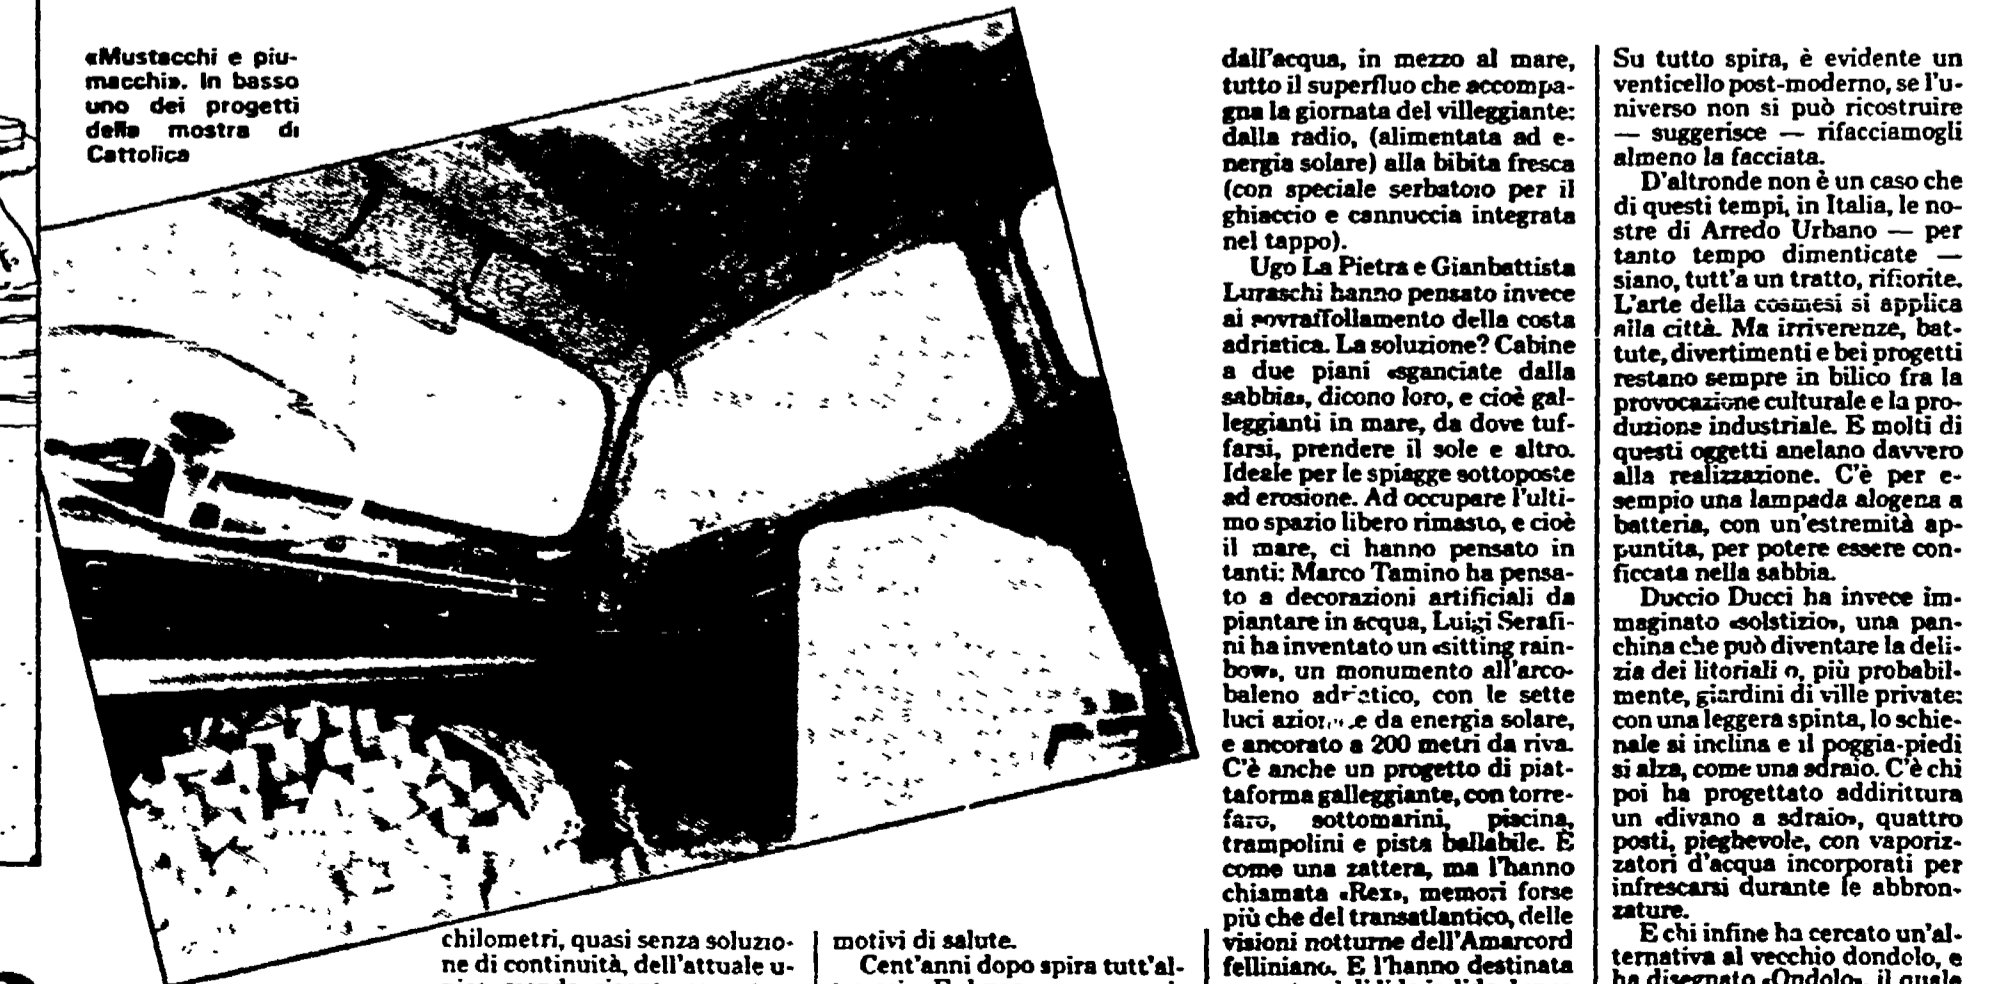 «Mustacchi e piu-
macchi». In basso
uno dei progetti
della mostra di
Cattolica
chilometri, quasi senza soluzio-
ne di continuità, dell'attuale u-
motivi di salute.
Cent'anni dopo spira tutt'al-
dall'acqua, in mezzo al mare,
tutto il superfluo che accompa-
gna la giornata del villeggiante:
dalla radio, (alimentata ad e-
nergia solare) alla bibita fresca
(con speciale serbatoio per il
ghiaccio e cannuccia integrata
nel tappo).
Ugo La Pietra e Gianbattista
Luraschi hanno pensato invece
ai sovraffollamento della costa
adriatica. La soluzione? Cabine
a due piani «sganciate dalla
sabbia», dicono loro, e cioè gal-
leggianti in mare, da dove tuf-
farsi, prendere il sole e altro.
Ideale per le spiagge sottoposte
ad erosione. Ad occupare l'ulti-
mo spazio libero rimasto, e cioè
il mare, ci hanno pensato in
tanti: Marco Tamino ha pensa-
to a decorazioni artificiali da
piantare in acqua, Luigi Serafi-
ni ha inventato un «sitting rain-
bow», un monumento all'arco-
baleno adriatico, con le sette
luci e da energia solare,
e ancorato a 200 metri da riva.
C'è anche un progetto di piat-
taforma galleggiante, con torre-
faro, sottomarini, piscina,
trampolini e pista ballabile. È
come una zattera, ma l'hanno
chiamata «Rex», memori forse
più che del transatlantico, delle
visioni notturne dell'Amarcord
felliniano. E l'hanno destinata
Su tutto spira, è evidente un
venticello post-moderno, se l'u-
niverso non si può ricostruire
— suggerisce — rifacciamogli
almeno la facciata.
D'altronde non è un caso che
di questi tempi, in Italia, le no-
stre di Arredo Urbano — per
tanto tempo dimenticate —
siano, tutt'a un tratto, rifiorite.
L'arte della cosmesi si applica
alla città. Ma irriverenze, bat-
tute, divertimenti e bei progetti
restano sempre in bilico fra la
provocazione culturale e la pro-
duzione industriale. E molti di
questi oggetti anelano davvero
alla realizzazione. C'è per e-
sempio una lampada alogena a
batteria, con un'estremità ap-
puntita, per potere essere con-
ficcata nella sabbia.
Duccio Ducci ha invece im-
maginato «solstizio», una pan-
china che può diventare la deli-
zia dei litoriali o, più probabil-
mente, giardini di ville private:
con una leggera spinta, lo schie-
nale si inclina e il poggia-piedi
si alza, come una sdraio. C'è chi
poi ha progettato addirittura
un «divano a sdraio», quattro
posti, pieghevole, con vaporiz-
zatori d'acqua incorporati per
infrescarsi durante le abbron-
zature.
E chi infine ha cercato un'al-
ternativa al vecchio dondolo, e
ha disegnato «Ondolo», il quale